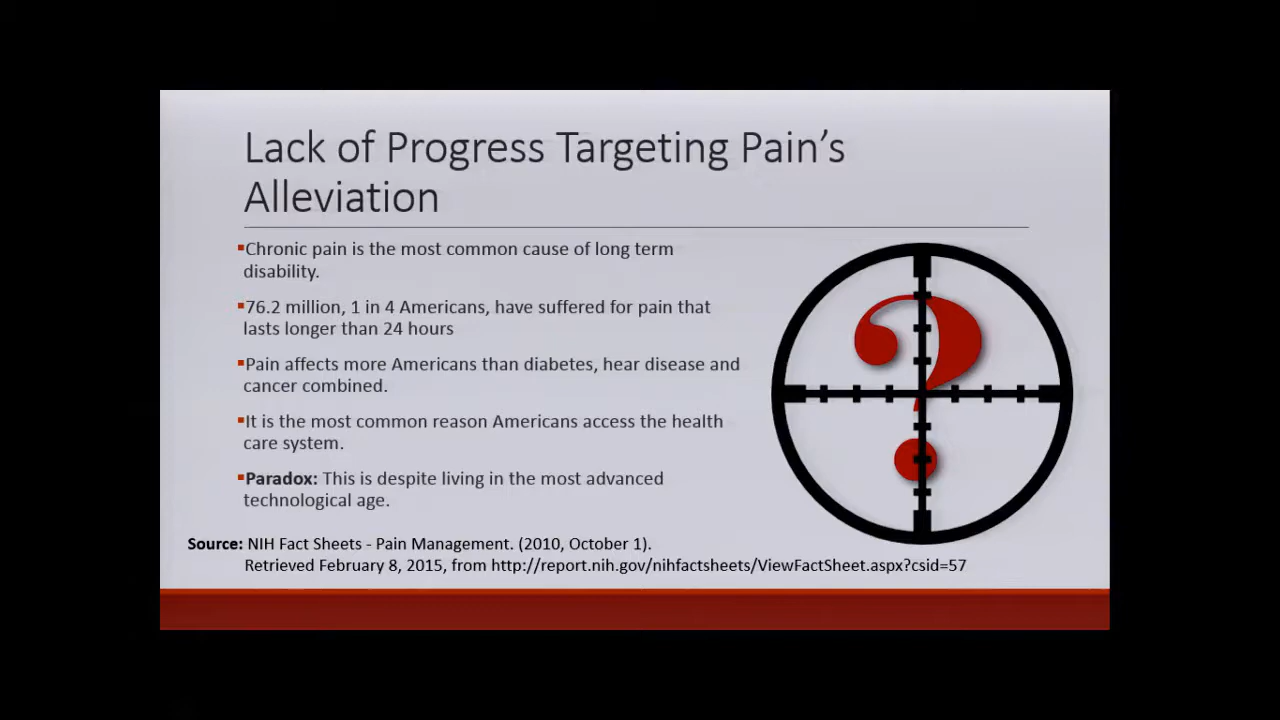 Lack of Progress Targeting Pain's
Alleviation
▪Chronic pain is the most common cause of long term
disability.
▪76.2 million, 1 in 4 Americans, have suffered for pain that
lasts longer than 24 hours
▪Pain affects more Americans than diabetes, hear disease and
cancer combined.
▪It is the most common reason Americans access the health
care system.
▪Paradox: This is despite living in the most advanced
technological age.
Source: NIH Fact Sheets - Pain Management. (2010, October 1).
Retrieved February 8, 2015, from http://report.nih.gov/nihfactsheets/ViewFactSheet.aspx?csid=57
?